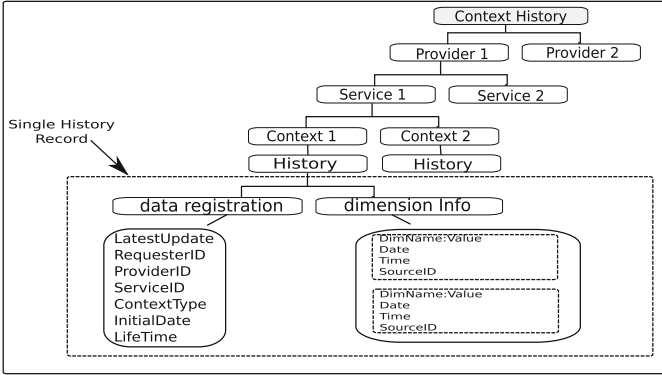 Context History
Provider 1
Provider 2
Service 1
Service 2
Single History
Record
Context 1
Context 2
History
History
data registration
dimension Info
LatestUpdate
RequesterID
ProviderID
ServiceID
ContextType
InitialDate
LifeTime
DimName:Value
Date
Time
SourceID
DimName:Value
Date
Time
SourceID